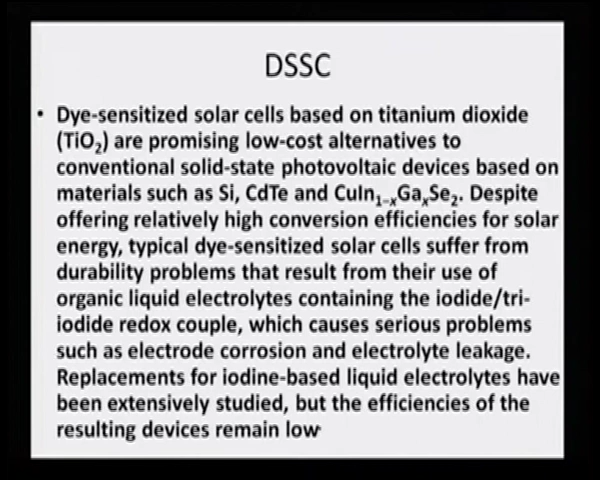 DSSC
• Dye-sensitized solar cells based on titanium dioxide
(TiO₂) are promising low-cost alternatives to
conventional solid-state photovoltaic devices based on
materials such as Si, CdTe and CuIn₁₋ₓGaₓSe₂. Despite
offering relatively high conversion efficiencies for solar
energy, typical dye-sensitized solar cells suffer from
durability problems that result from their use of
organic liquid electrolytes containing the iodide/tri-
iodide redox couple, which causes serious problems
such as electrode corrosion and electrolyte leakage.
Replacements for iodine-based liquid electrolytes have
been extensively studied, but the efficiencies of the
resulting devices remain low